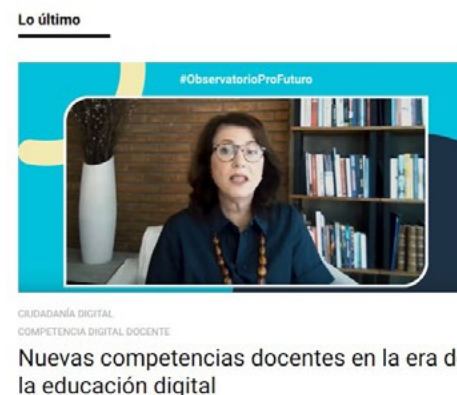 Lo último
#ObservatorioProFuturo
CIUDADANÍA DIGITAL
COMPETENCIA DIGITAL DOCENTE
Nuevas competencias docentes en la era d
la educación digital